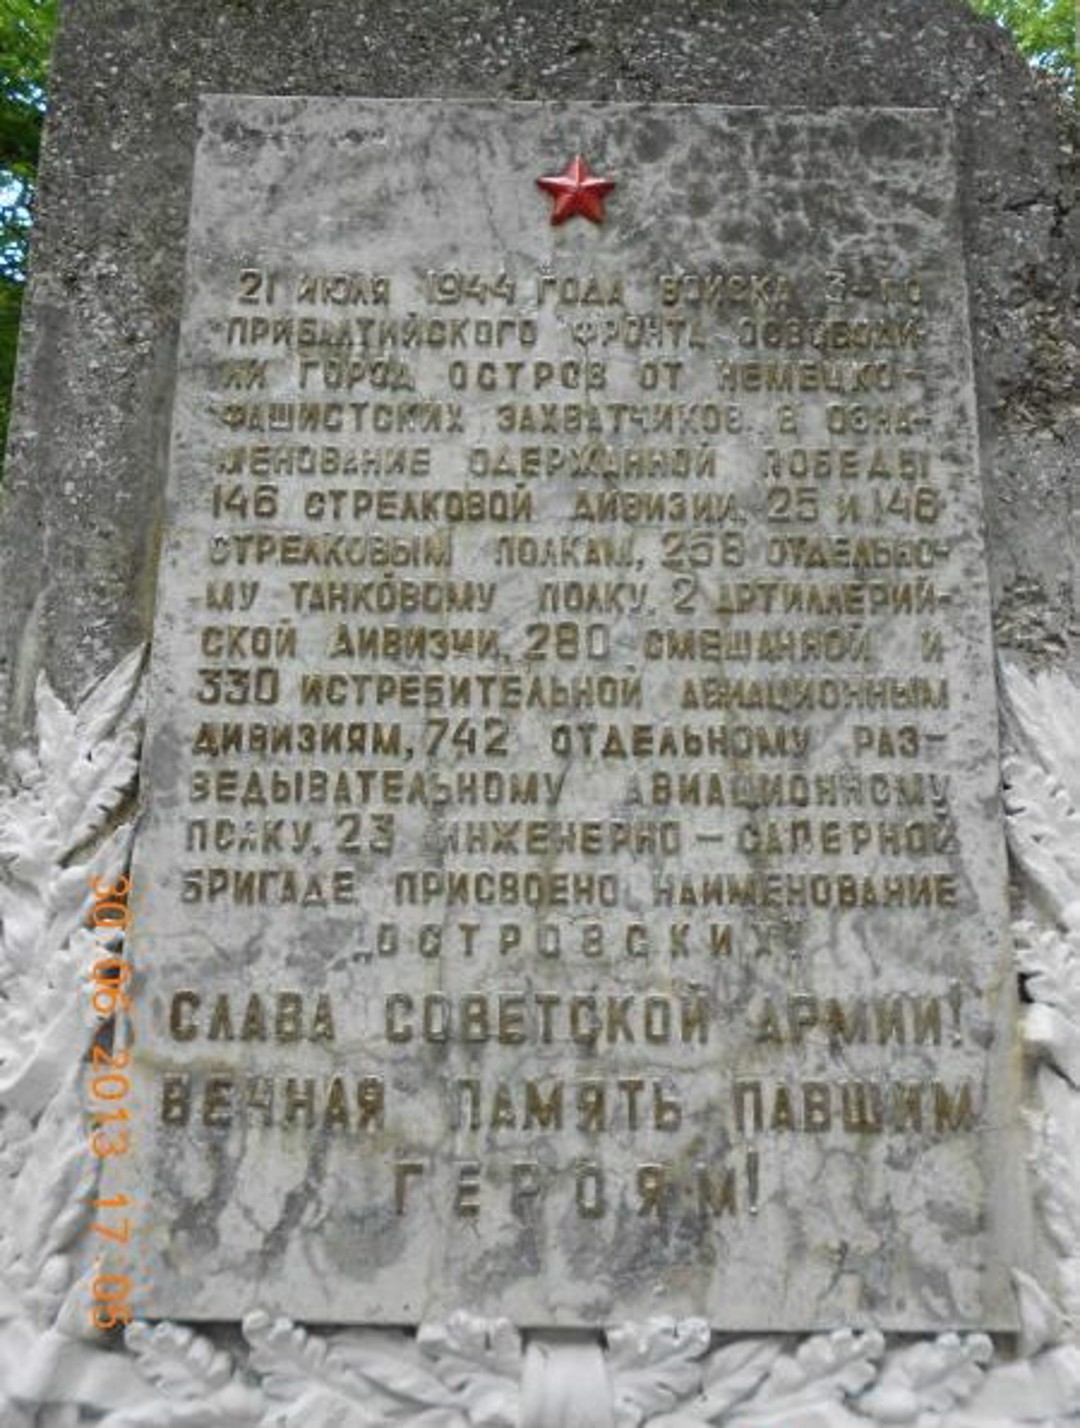 21 ИЮЛЯ 1944 ГОДА ВОЙСКА 3-ГО
ПРИБАЛТИЙСКОГО ФРОНТА ОСВОБОДИ-
ЛИ ГОРОД ОСТРОВ ОТ НЕМЕЦКО-
ФАШИСТСКИХ ЗАХВАТЧИКОВ. В ОЗНА-
МЕНОВАНИЕ ОДЕРЖАННОЙ ПОБЕДЫ
146 СТРЕЛКОВОЙ ДИВИЗИИ, 25 И 146
СТРЕЛКОВЫМ ПОЛКАМ, 258 ОТДЕЛЬНО-
МУ ТАНКОВОМУ ПОЛКУ, 2 АРТИЛЛЕРИЙ-
СКОЙ ДИВИЗИИ, 280 СМЕШАННОЙ И
330 ИСТРЕБИТЕЛЬНОЙ АВИАЦИОННЫМ
ДИВИЗИЯМ, 742 ОТДЕЛЬНОМУ РАЗ-
ВЕДЫВАТЕЛЬНОМУ АВИАЦИОННОМУ
ПОЛКУ, 23 ИНЖЕНЕРНО-САПЕРНОЙ
БРИГАДЕ ПРИСВОЕНО НАИМЕНОВАНИЕ
„ОСТРОВСКИХ"
СЛАВА СОВЕТСКОЙ АРМИИ!
ВЕЧНАЯ ПАМЯТЬ ПАВШИМ
ГЕРОЯМ!
30/06/2013 17:05